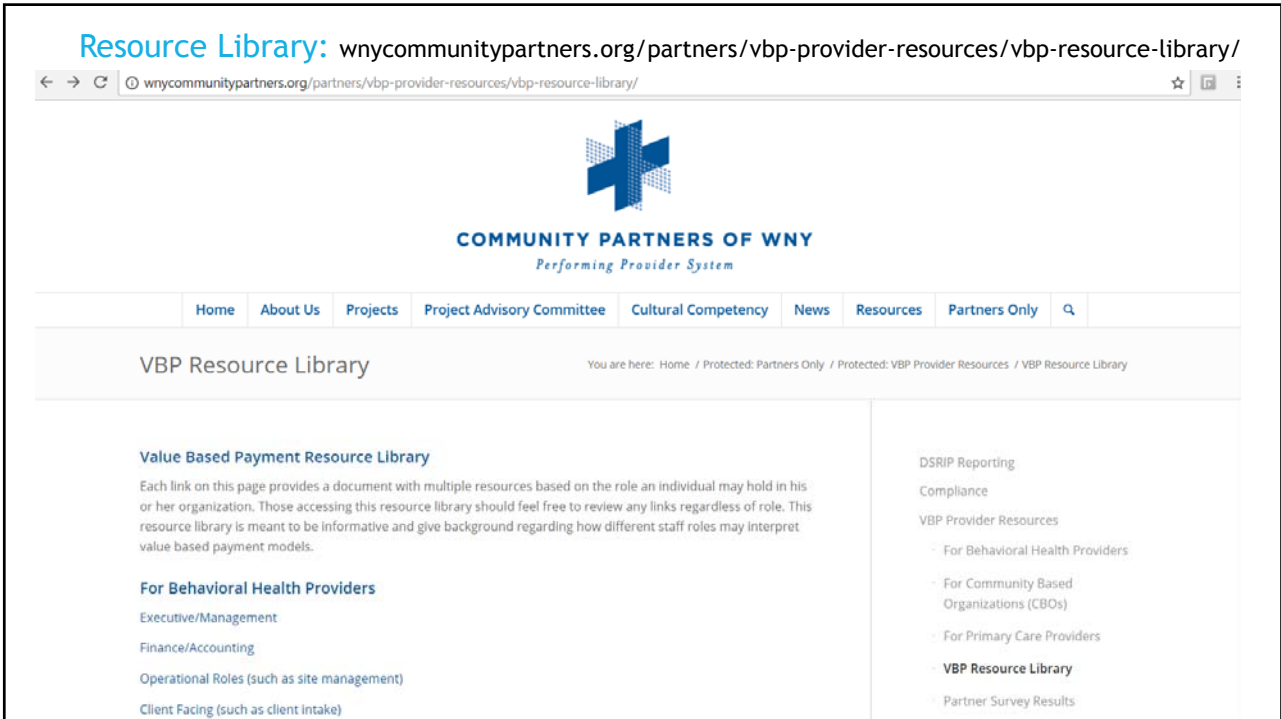 Resource Library: wnycommunitypartners.org/partners/vbp-provider-resources/vbp-resource-library/
wnycommunitypartners.org/partners/vbp-provider-resources/vbp-resource-library/
COMMUNITY PARTNERS OF WNY
Performing Provider System
Home About Us Projects Project Advisory Committee Cultural Competency News Resources Partners Only
VBP Resource Library
You are here: Home / Protected: Partners Only / Protected: VBP Provider Resources / VBP Resource Library
Value Based Payment Resource Library
Each link on this page provides a document with multiple resources based on the role an individual may hold in his
or her organization. Those accessing this resource library should feel free to review any links regardless of role. This
resource library is meant to be informative and give background regarding how different staff roles may interpret
value based payment models.
For Behavioral Health Providers
Executive/Management
Finance/Accounting
Operational Roles (such as site management)
Client Facing (such as client intake)
DSRIP Reporting
Compliance
VBP Provider Resources
For Behavioral Health Providers
For Community Based
Organizations (CBOs)
For Primary Care Providers
VBP Resource Library
Partner Survey Results